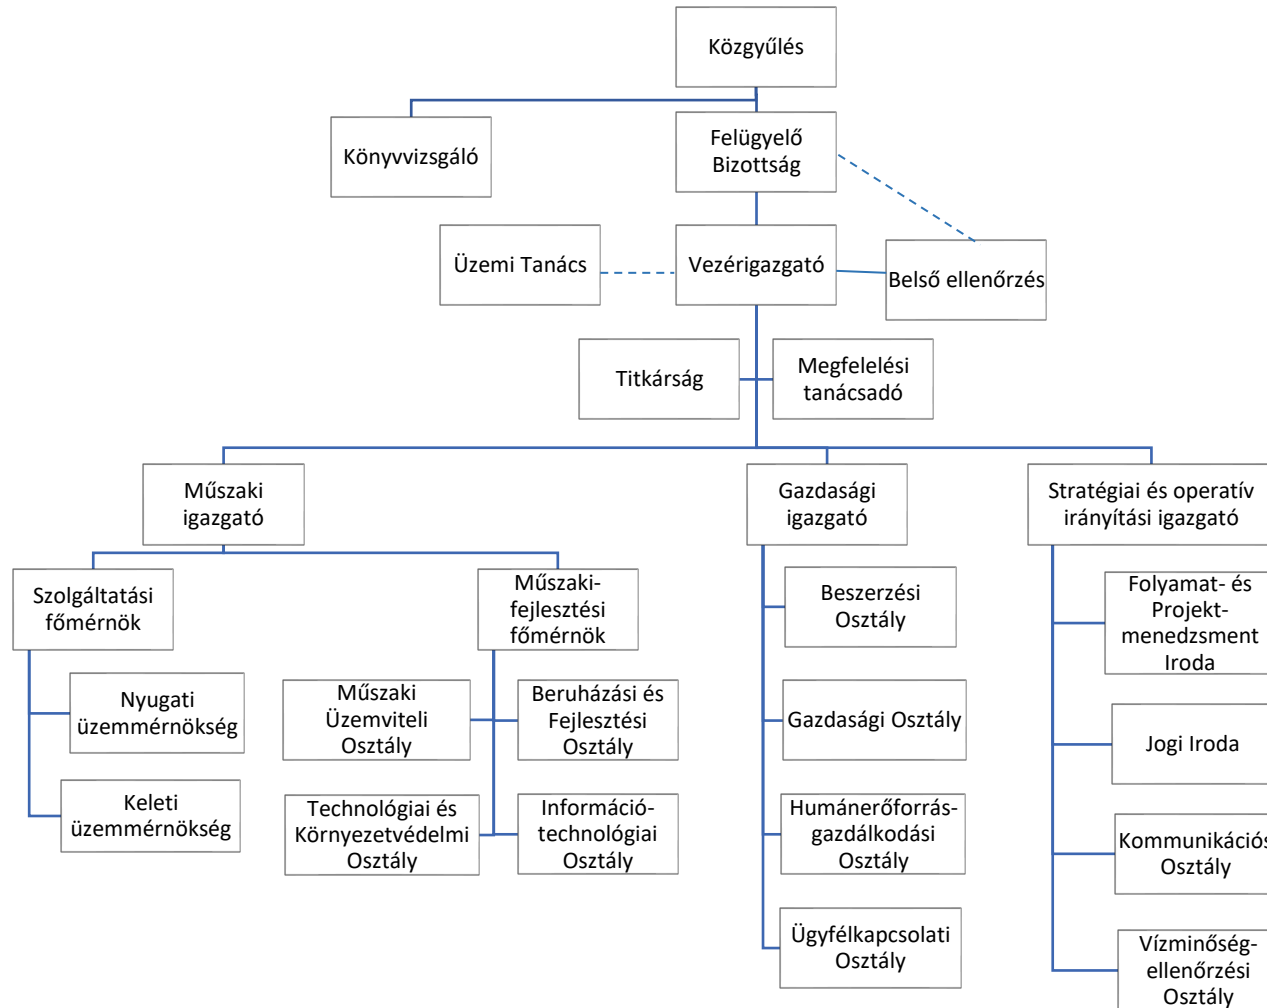 Közgyűlés
Könyvvizsgáló
Felügyelő
Bizottság
Üzemi Tanács
Vezérigazgató
Belső ellenőrzés
Titkárság
Megfelelési
tanácsadó
Műszaki
igazgató
Gazdasági
igazgató
Stratégiai és operatív
irányítási igazgató
Szolgáltatási
főmérnök
Műszaki-
fejlesztési
főmérnök
Nyugati
üzemmérnökség
Keleti
üzemmérnökség
Műszaki
Üzemviteli
Osztály
Beruházási és
Fejlesztési
Osztály
Technológiai és
Környezetvédelmi
Osztály
Információ-
technológiai
Osztály
Beszerzési
Osztály
Gazdasági Osztály
Humánerőforrás-
gazdálkodási
Osztály
Ügyfélkapcsolati
Osztály
Folyamat- és
Projekt-
menedzsment
Iroda
Jogi Iroda
Kommunikációs
Osztály
Vízminőség-
ellenőrzési
Osztály